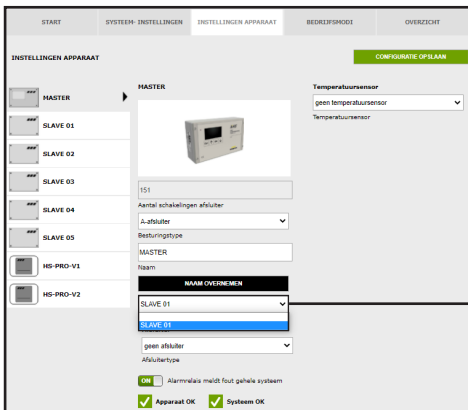 START
SYSTEEM- INSTELLINGEN
INSTELLINGEN APPARAAT
BEDRIJFSMODI
OVERZICHT
INSTELLINGEN APPARAAT
CONFIGURATIE OPSLAAN
MASTER
SLAVE 01
SLAVE 02
SLAVE 03
SLAVE 04
SLAVE 05
HS-PRO-V1
HS-PRO-V2
MASTER
151
Aantal schakelingen afsluiter
A-afsluiter
Besturingstype
MASTER
Naam
NAAM OVERNEMEN
SLAVE 01
SLAVE 01
geen afsluiter
Afsluitertype
ON Alarmrelais meldt fout gehele systeem
Apparaat OK
Systeem OK
Temperatuursensor
geen temperatuursensor
Temperatuursensor